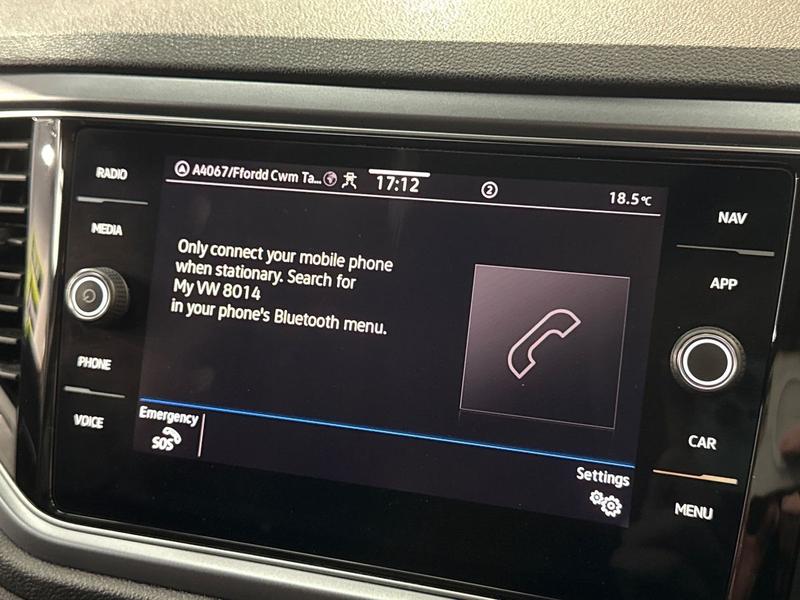 RADIO
MEDIA
PHONE
VOICE
A4067/Ffordd Cwm Ta...
17:12
2
18.5°C
Only connect your mobile phone
when stationary. Search for
My VW 8014
in your phone's Bluetooth menu.
Emergency
SOS
Settings
NAV
APP
CAR
MENU